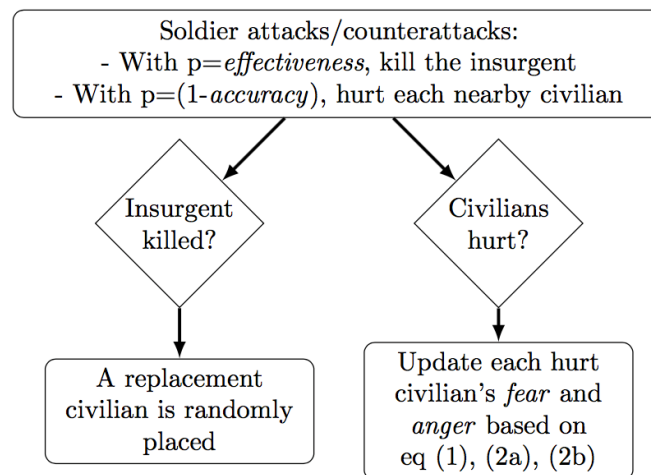 Soldier attacks/counterattacks:
- With p=effectiveness, kill the insurgent
- With p=(1-accuracy), hurt each nearby civilian
Insurgent
killed?
Civilians
hurt?
A replacement
civilian is randomly
placed
Update each hurt
civilian's fear and
anger based on
eq (1), (2a), (2b)